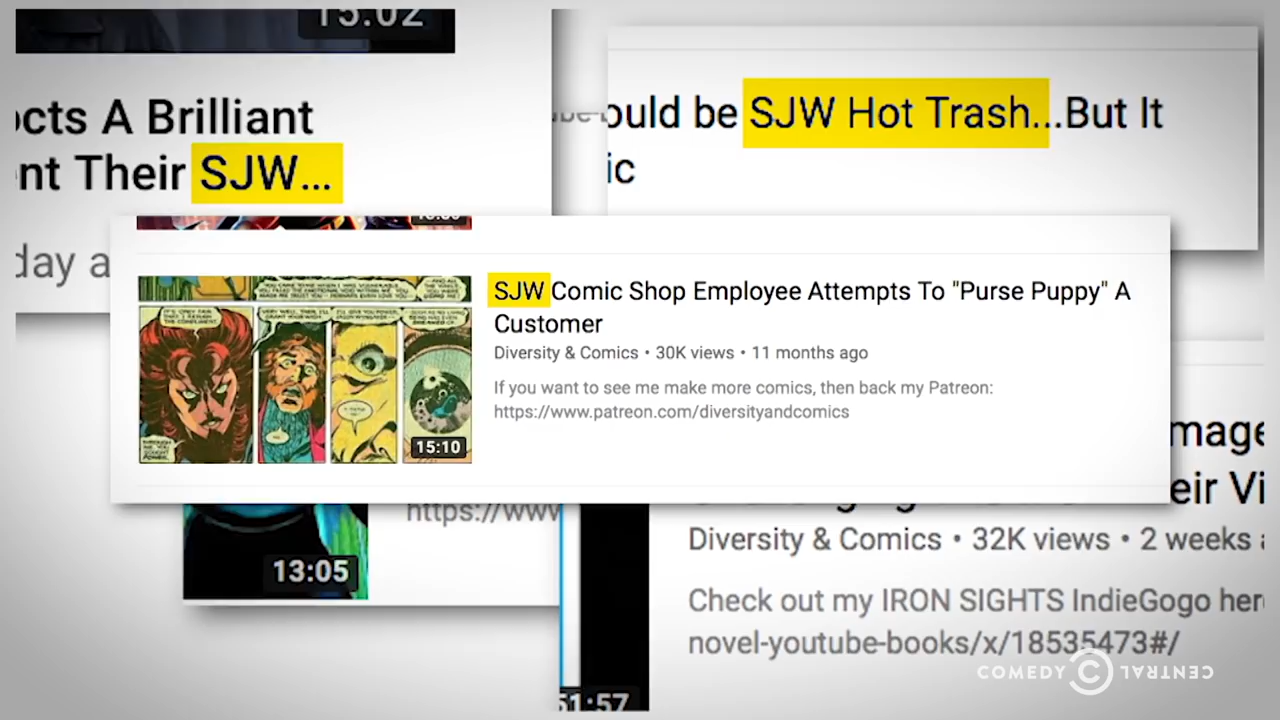 15:02
octs A Brilliant
nt Their SJW...
day a
ould be SJW Hot Trash...But It
ic
SJW Comic Shop Employee Attempts To "Purse Puppy" A
Customer
Diversity & Comics • 30K views • 11 months ago
If you want to see me make more comics, then back my Patreon:
https://www.patreon.com/diversityandcomics
15:10
mage
eir Vi
https://www
13:05
Diversity & Comics • 32K views • 2 weeks a
Check out my IRON SIGHTS IndieGogo her
novel-youtube-books/x/18535473#/
51:57
COMEDY CENTRAL